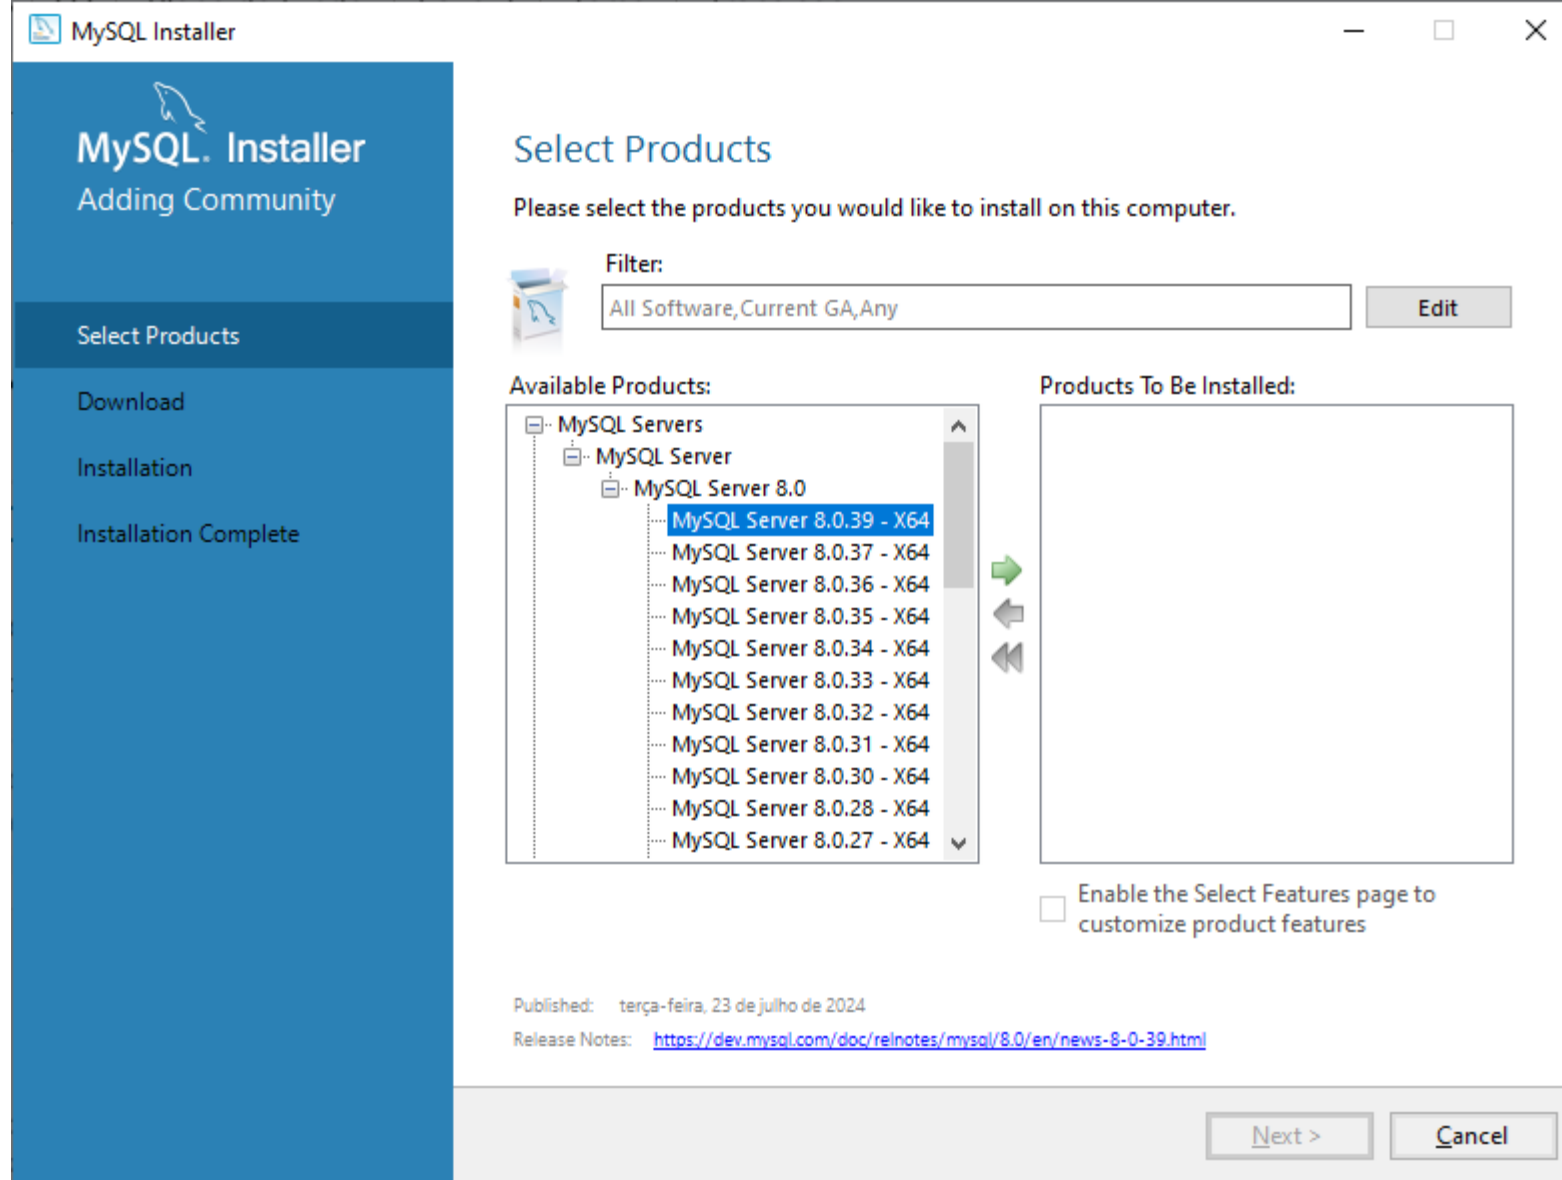 MySQL Installer
MySQL. Installer
Adding Community
Select Products
Download
Installation
Installation Complete
Select Products
Please select the products you would like to install on this computer.
Filter:
All Software,Current GA,Any
Edit
Available Products:
MySQL Servers
MySQL Server
MySQL Server 8.0
MySQL Server 8.0.39 - X64
MySQL Server 8.0.37 - X64
MySQL Server 8.0.36 - X64
MySQL Server 8.0.35 - X64
MySQL Server 8.0.34 - X64
MySQL Server 8.0.33 - X64
MySQL Server 8.0.32 - X64
MySQL Server 8.0.31 - X64
MySQL Server 8.0.30 - X64
MySQL Server 8.0.28 - X64
MySQL Server 8.0.27 - X64
Products To Be Installed:
Enable the Select Features page to
customize product features
Published: terça-feira, 23 de julho de 2024
Release Notes: https://dev.mysql.com/doc/relnotes/mysql/8.0/en/news-8-0-39.html
Next >
Cancel